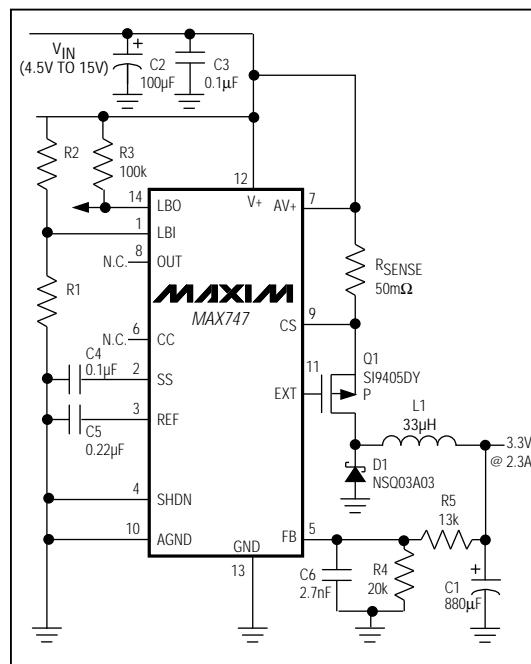 VIN
(4.5V TO 15V)
C2
100µF
C3
0.1µF
R2
R3
100k
12
V+
AV+
7
14
LBO
1
LBI
8
N.C.
OUT
RSENSE
50mΩ
MAXIM
MAX747
R1
9
CS
6
N.C.
CC
C4
0.1µF
2
SS
Q1
SI9405DY
P
11
EXT
3
REF
C5
0.22µF
L1
33µH
3.3V
@ 2.3A
D1
NSQ03A03
4
SHDN
R5
13k
10
AGND
FB
5
GND
13
C6
2.7nF
R4
20k
C1
880µF
+
+